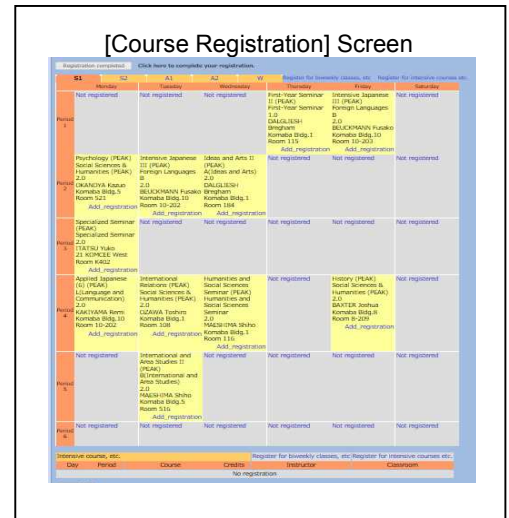 [Course Registration] Screen
Registration completed Click here to complete your registration.
S1 S2 A1 A2 W Register for biweekly classes, etc Register for intensive courses etc.
Monday Tuesday Wednesday Thursday Friday Saturday
Period 1
Not registered
Not registered
Not registered
First-Year Seminar
II (PEAK)
First-Year Seminar
1.0
DALGLIESH
Bregham
Komaba Bldg.1
Room 115
Add_registration
Intensive Japanese
III (PEAK)
Foreign Languages
B
2.0
BEUCKMANN Fusako
Komaba Bldg.10
Room 10-203
Add_registration
Not registered
Period 2
Psychology (PEAK)
Social Sciences &
Humanities (PEAK)
2.0
OKANOYA Kazuo
Komaba Bldg.5
Room 523
Add_registration
Intensive Japanese
III (PEAK)
Foreign Languages
B
2.0
BEUCKMANN Fusako
Komaba Bldg.10
Room 10-202
Add_registration
Ideas and Arts II
(PEAK)
A(Ideas and Arts)
2.0
DALGLIESH
Bregham
Komaba Bldg.1
Room 184
Add_registration
Not registered
Not registered
Not registered
Period 3
Specialized Seminar
(PEAK)
Specialized Seminar
2.0
ITATSU Yuko
21 KOMCEE West
Room K402
Add_registration
Not registered
Not registered
Not registered
Not registered
Not registered
Period 4
Applied Japanese
(6) (PEAK)
L(Language and
Communication)
2.0
KAKIYAMA Remi
Komaba Bldg.10
Room 10-202
Add_registration
International
Relations (PEAK)
Social Sciences &
Humanities (PEAK)
2.0
OZAWA Toshiro
Komaba Bldg.1
Room 108
Add_registration
Humanities and
Social Sciences
Seminar (PEAK)
Humanities and
Social Sciences
Seminar
2.0
MAESHIMA Shiho
Komaba Bldg.1
Room 116
Add_registration
Not registered
History (PEAK)
Social Sciences &
Humanities (PEAK)
2.0
BAXTER Joshua
Komaba Bldg.8
Room 8-209
Add_registration
Not registered
Period 5
Not registered
International and
Area Studies II
(PEAK)
B(International and
Area Studies)
2.0
MAESHIMA Shiho
Komaba Bldg.5
Room 516
Add_registration
Not registered
Not registered
Not registered
Not registered
Period 6
Not registered
Not registered
Not registered
Not registered
Not registered
Not registered
Intensive course, etc. Register for biweekly classes, etc Register for intensive courses etc.
Day Period Course Credits Instructor Classroom
No registration